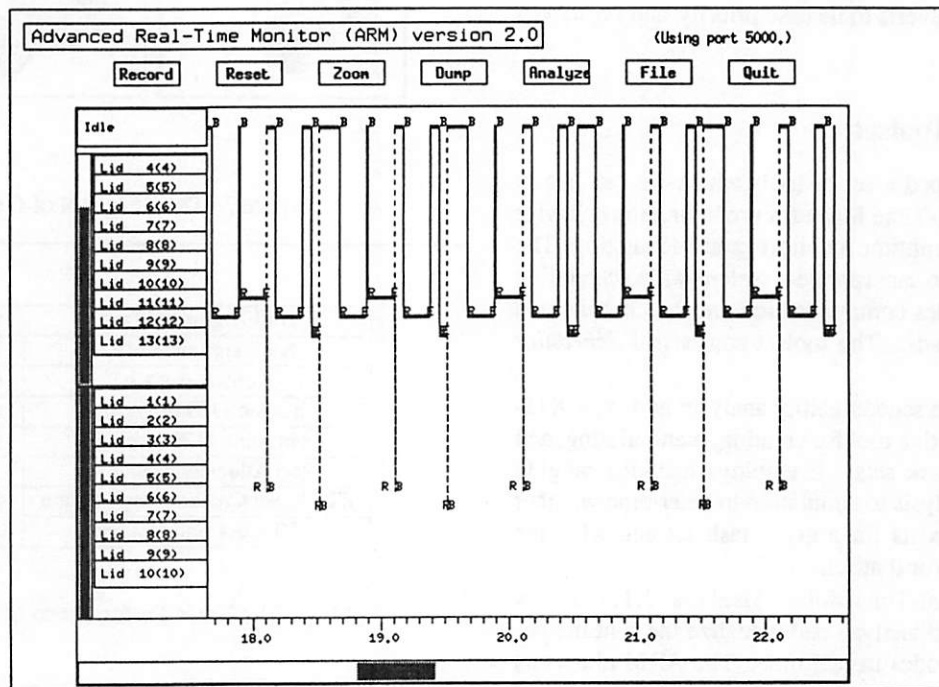 Advanced Real-Time Monitor (ARM) version 2.0
(Using port 5000.)
Record Reset Zoom Dump Analyze File Quit
Idle
Lid 4(4)
Lid 5(5)
Lid 6(6)
Lid 7(7)
Lid 8(8)
Lid 9(9)
Lid 10(10)
Lid 11(11)
Lid 12(12)
Lid 13(13)
Lid 1(1)
Lid 2(2)
Lid 3(3)
Lid 4(4)
Lid 5(5)
Lid 6(6)
Lid 7(7)
Lid 8(8)
Lid 9(9)
Lid 10(10)
18.0 19.0 20.0 21.0 22.0